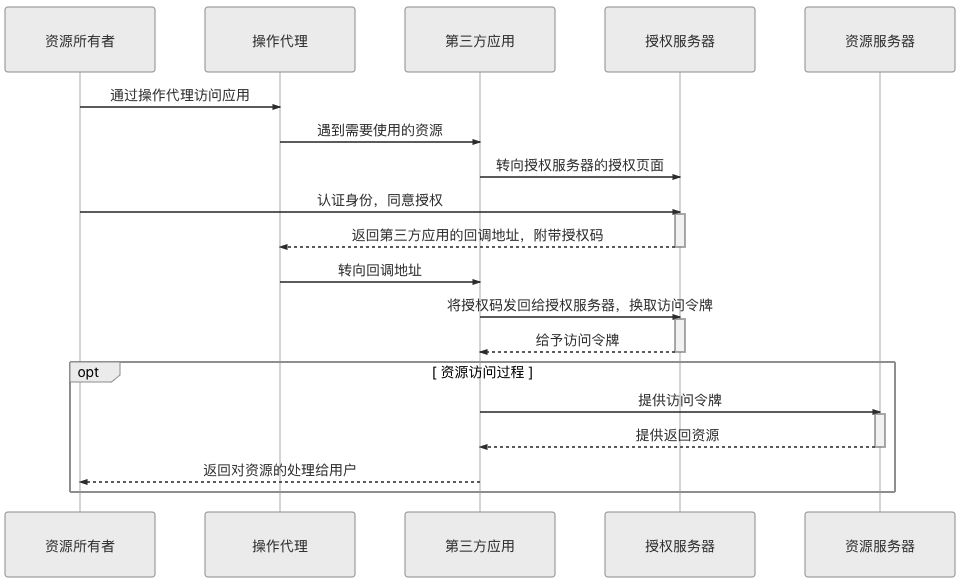 资源所有者
操作代理
第三方应用
授权服务器
资源服务器
通过操作代理访问应用
遇到需要使用的资源
转向授权服务器的授权页面
认证身份，同意授权
返回第三方应用的回调地址，附带授权码
转向回调地址
将授权码发回给授权服务器，换取访问令牌
给予访问令牌
opt
[ 资源访问过程 ]
提供访问令牌
提供返回资源
返回对资源的处理给用户
资源所有者
操作代理
第三方应用
授权服务器
资源服务器